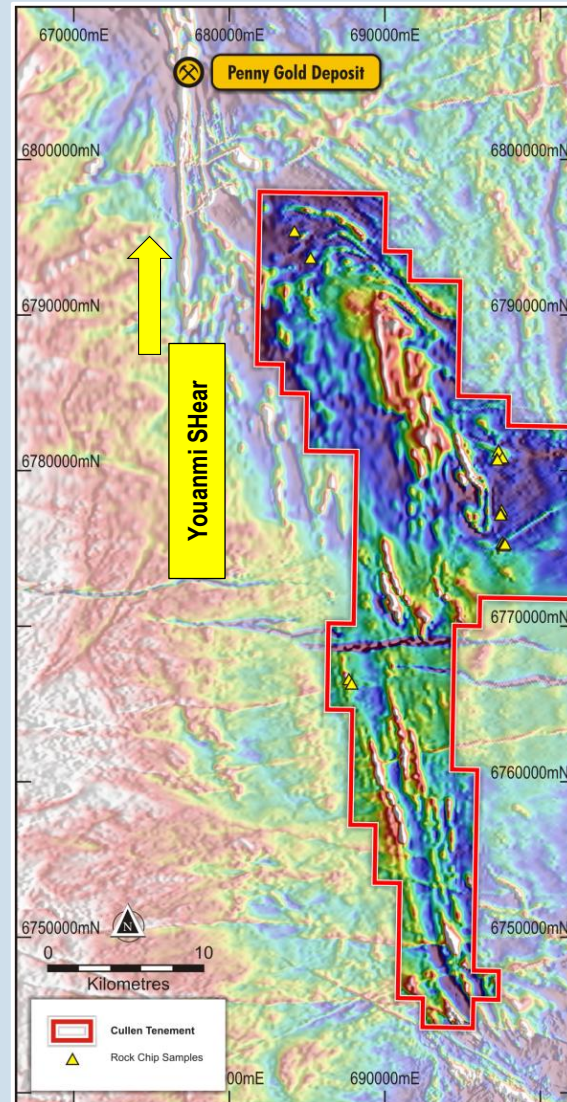 670000mE 680000mE 690000mE
Penny Gold Deposit
6800000mN 6800000mN
6790000mN 6790000mN
Youanmi SHear
6780000mN 6780000mN
6770000mN
6760000mN
6750000mN 6750000mN
N
0 10
Kilometres
Cullen Tenement
Rock Chip Samples
690000mE